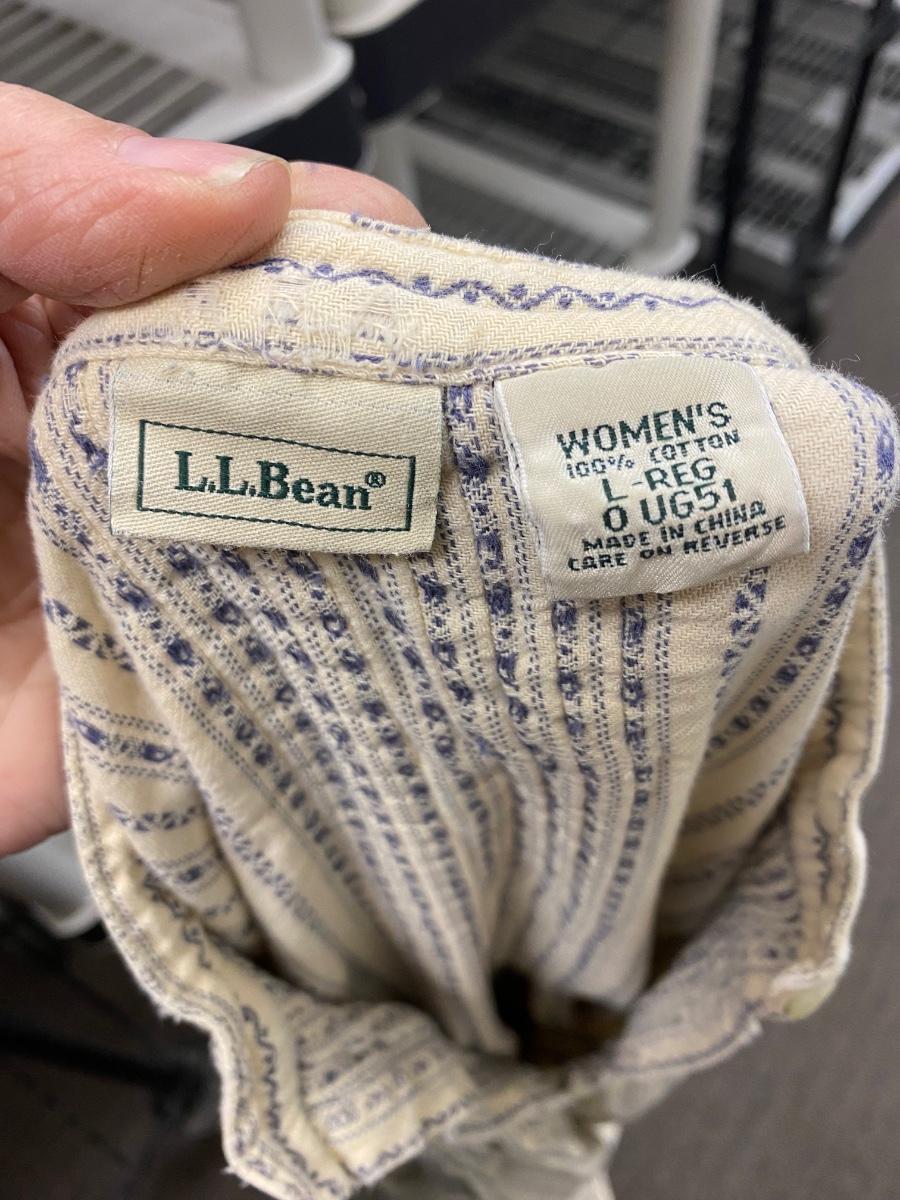 L.L.Bean®
WOMEN'S
100% COTTON
L-REG
0 UG51
MADE IN CHINA
CARE ON REVERSE